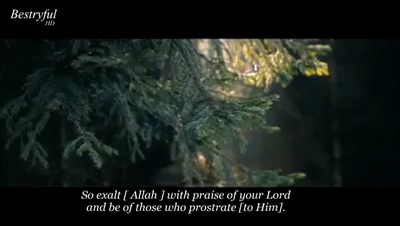 Bestryful
HD
So exalt [ Allah ] with praise of your Lord
and be of those who prostrate [to Him].